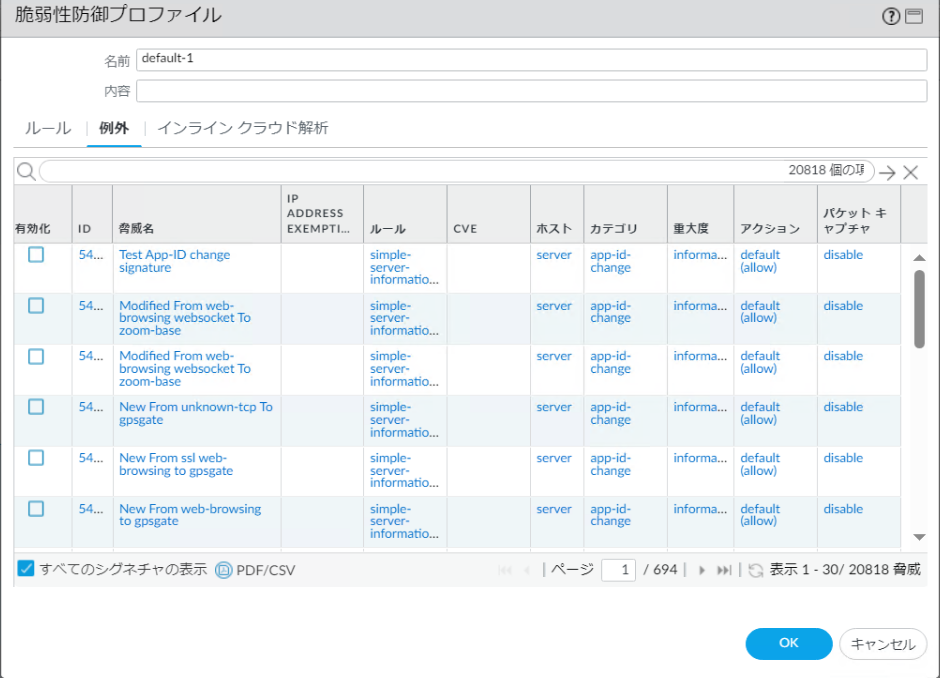 脆弱性防御プロファイル
名前 default-1
内容
ルール 例外 インライン クラウド解析
20818 個の項
有効化 ID 脅威名 IP ADDRESS EXEMPTI... ルール CVE ホスト カテゴリ 重大度 アクション パケット キャプチャ
54... Test App-ID change signature simple-server-informatio... server app-id-change informa... default (allow) disable
54... Modified From web-browsing websocket To zoom-base simple-server-informatio... server app-id-change informa... default (allow) disable
54... Modified From web-browsing websocket To zoom-base simple-server-informatio... server app-id-change informa... default (allow) disable
54... New From unknown-tcp To gpsgate simple-server-informatio... server app-id-change informa... default (allow) disable
54... New From ssl web-browsing to gpsgate simple-server-informatio... server app-id-change informa... default (allow) disable
54... New From web-browsing to gpsgate simple-server-informatio... server app-id-change informa... default (allow) disable
すべてのシグネチャの表示 PDF/CSV ページ 1 / 694 表示 1 - 30/ 20818 脅威
OK キャンセル